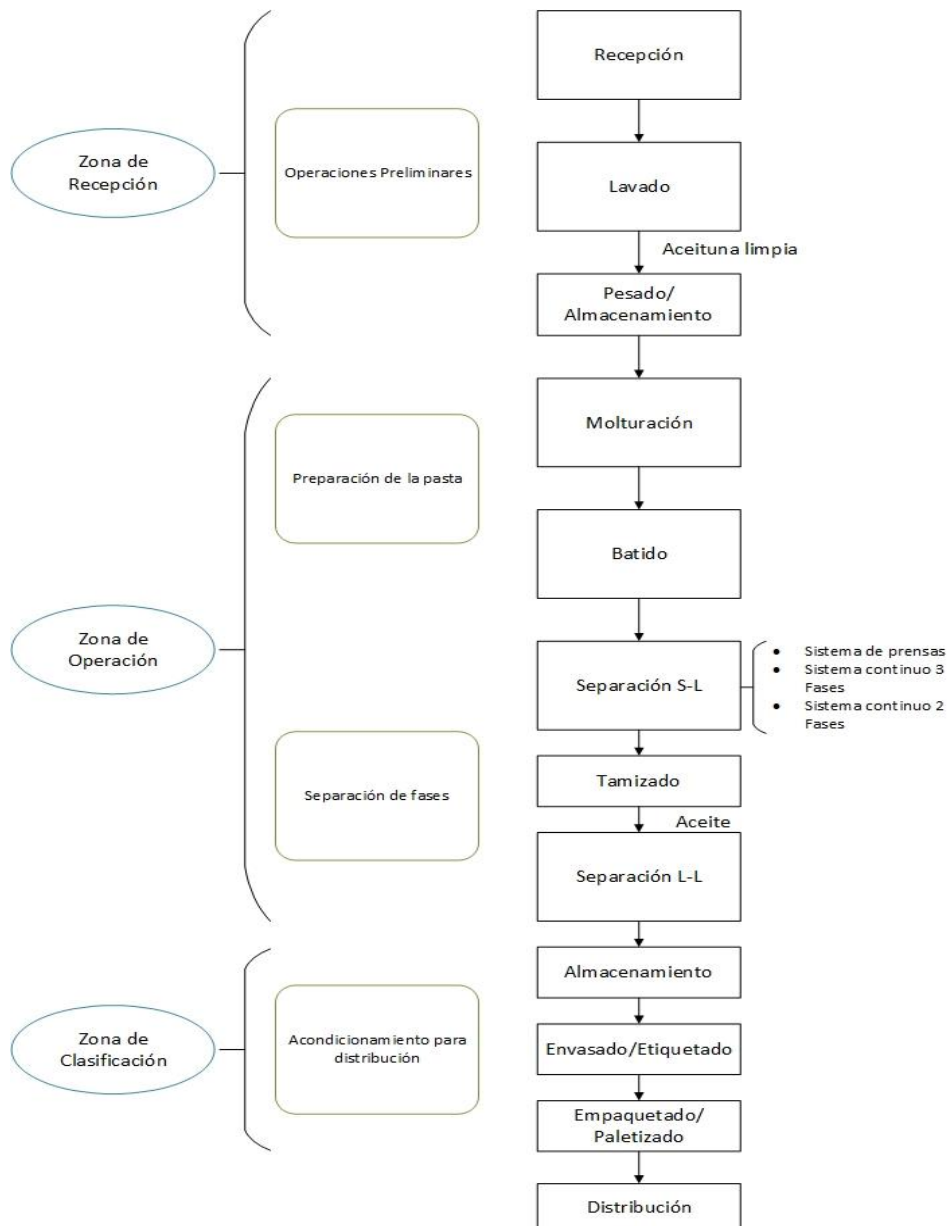 Recepción
Zona de
Recepción
Operaciones Preliminares
Lavado
Aceituna limpia
Pesado/
Almacenamiento
Molturación
Preparación de la pasta
Batido
Zona de
Operación
Separación S-L
● Sistema de prensas
● Sistema continuo 3
Fases
● Sistema continuo 2
Fases
Tamizado
Separación de fases
Aceite
Separación L-L
Almacenamiento
Zona de
Clasificación
Acondicionamiento para
distribución
Envasado/Etiquetado
Empaquetado/
Paletizado
Distribución